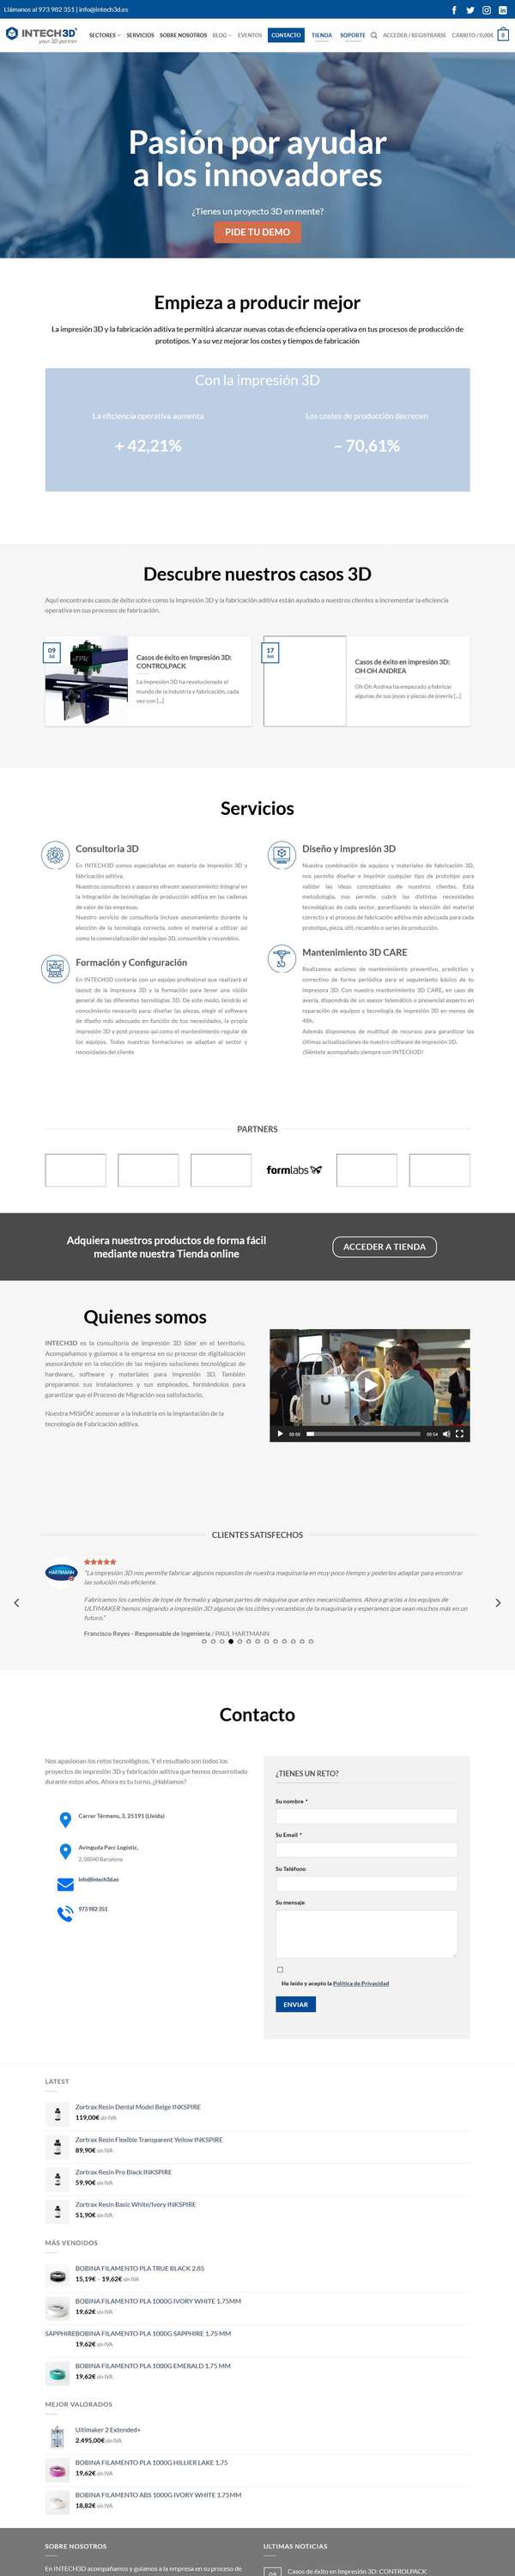 Llámanos al 973 982 351 | info@intech3d.es
INTECH3D
your 3D partner
SECTORES
SERVICIOS
SOBRE NOSOTROS
BLOG
EVENTOS
CONTACTO
TIENDA
SOPORTE
ACCEDER / REGISTRARSE
CARRITO / 0,00€
0
Pasión por ayudar
a los innovadores
¿Tienes un proyecto 3D en mente?
PIDE TU DEMO
Empieza a producir mejor
La impresión 3D y la fabricación aditiva te permitirá alcanzar nuevas cotas de eficiencia operativa en tus procesos de producción de
prototipos. Y a su vez mejorar los costes y tiempos de fabricación
Con la impresión 3D
La eficiencia operativa aumenta
+ 42,21%
Los costes de producción decrecen
– 70,61%
Descubre nuestros casos 3D
Aquí encontrarás casos de éxito sobre como la Impresión 3D y la fabricación aditiva están ayudado a nuestros clientes a incrementar la eficiencia
operativa en sus procesos de fabricación.
09
Jul
Casos de éxito en Impresión 3D:
CONTROLPACK
La impresión 3D ha revolucionado el
mundo de la industria y fabricación, cada
vez con [...]
17
Jun
Casos de éxito en impresión 3D:
OH OH ANDREA
Oh Oh Andrea ha empezado a fabricar
algunas de sus joyas y piezas de joyería [...]
Servicios
Consultoria 3D
En INTECH3D somos especialistas en materia de impresión 3D y
fabricación aditiva.
Nuestros consultores y asesores ofrecen asesoramiento integral en
la integración de tecnologías de producción aditiva en las cadenas
de valor de las empresas.
Nuestro servicio de consultoría incluye asesoramiento durante la
elección de la tecnología correcta, sobre el material a utilizar así
como la comercialización del equipo 3D, consumible y recambios.
Formación y Configuración
En INTECH3D contarás con un equipo profesional que realizará el
layout de la impresora 3D y la formación para obtener una visión
general de las diferentes tecnologías 3D. De este modo, tendrás el
conocimiento necesario para: diseñar las piezas, elegir el software
de diseño más adecuado en función de tus necesidades, la propia
impresión 3D y post proceso así como el mantenimiento regular de
los equipos. Todas nuestras formaciones se adaptan al sector y
necesidades del cliente
Diseño y impresión 3D
Nuestra combinación de equipos y materiales de fabricación 3D,
nos permite diseñar e imprimir cualquier tipo de prototipo para
validar las ideas conceptuales de nuestros clientes. Esta
metodología, nos permite cubrir las distintas necesidades
tecnológicas de cada sector, garantizando la elección del material
correcto y el proceso de fabricación aditiva más adecuada para cada
prototipo, pieza, útil, recambio o series de producción.
Mantenimiento 3D CARE
Realizamos acciones de mantenimiento preventivo, predictivo y
correctivo de forma periódica para el seguimiento básico de tu
impresora 3D. Con nuestro mantenimiento 3D CARE, en caso de
avería, dispondrás de un asesor telemático o presencial experto en
reparación de equipos y tecnología de impresión 3D en menos de
48h.
Además disponemos de multitud de recursos para garantizar las
últimas actualizaciones de nuestro software de impresión 3D.
¡Siéntete acompañado siempre con INTECH3D!
PARTNERS
formlabs
Adquiera nuestros productos de forma fácil
mediante nuestra Tienda online
ACCEDER A TIENDA
Quienes somos
INTECH3D es la consultoría de Impresión 3D líder en el territorio.
Acompañamos y guiamos a la empresa en su proceso de digitalización
asesorándole en la elección de las mejores soluciones tecnológicas de
hardware, software y materiales para Impresión 3D. También
preparamos sus instalaciones y sus empleados, formándolos para
garantizar que el Proceso de Migración sea satisfactorio.
Nuestra MISIÓN: asesorar a la Industria en la Implantación de la
tecnología de Fabricación aditiva.
00:00
00:54
CLIENTES SATISFECHOS
HARTMANN
"La impresión 3D nos permite fabricar algunos repuestos de nuestra maquinaria en muy poco tiempo y poderlos adaptar para encontrar
las solución más eficiente.
Fabricamos los cambios de tope de formato y algunas partes de máquina que antes mecanizábamos. Ahora gracias a los equipos de
ULTIMAKER hemos migrando a impresión 3D algunos de los útiles y recambios de la maquinaria y esperamos que sean muchos más en un
futuro."
Francisco Reyes - Responsable de Ingeniería / PAUL HARTMANN
Contacto
Nos apasionan los retos tecnológicos. Y el resultado son todos los
proyectos de impresión 3D y fabricación aditiva que hemos desarrollado
durante estos años. Ahora es tu turno. ¿Hablamos?
Carrer Térmens, 3, 25191 (Lleida)
Avinguda Parc Logístic,
2, 08040 Barcelona
info@intech3d.es
973 982 351
¿TIENES UN RETO?
Su nombre *
Su Email *
Su Teléfono
Su mensaje
He leído y acepto la Política de Privacidad
ENVIAR
LATEST
Zortrax Resin Dental Model Beige INKSPIRE
119,00€ sin IVA
Zortrax Resin Flexible Transparent Yellow INKSPIRE
89,90€ sin IVA
Zortrax Resin Pro Black INKSPIRE
59,90€ sin IVA
Zortrax Resin Basic White/Ivory INKSPIRE
51,90€ sin IVA
MÁS VENDIDOS
BOBINA FILAMENTO PLA TRUE BLACK 2.85
15,19€ - 19,62€ sin IVA
BOBINA FILAMENTO PLA 1000G IVORY WHITE 1.75MM
19,62€ sin IVA
SAPPHIREBOBINA FILAMENTO PLA 1000G SAPPHIRE 1.75 MM
19,62€ sin IVA
BOBINA FILAMENTO PLA 1000G EMERALD 1.75 MM
19,62€ sin IVA
MEJOR VALORADOS
Ultimaker 2 Extended+
2.495,00€ sin IVA
BOBINA FILAMENTO PLA 1000G HILLIER LAKE 1.75
19,62€ sin IVA
BOBINA FILAMENTO ABS 1000G IVORY WHITE 1.75MM
18,82€ sin IVA
SOBRE NOSOTROS
En INTECH3D acompañamos y guiamos a la empresa en su proceso de
ULTIMAS NOTICIAS
09
Casos de éxito en Impresión 3D: CONTROLPACK